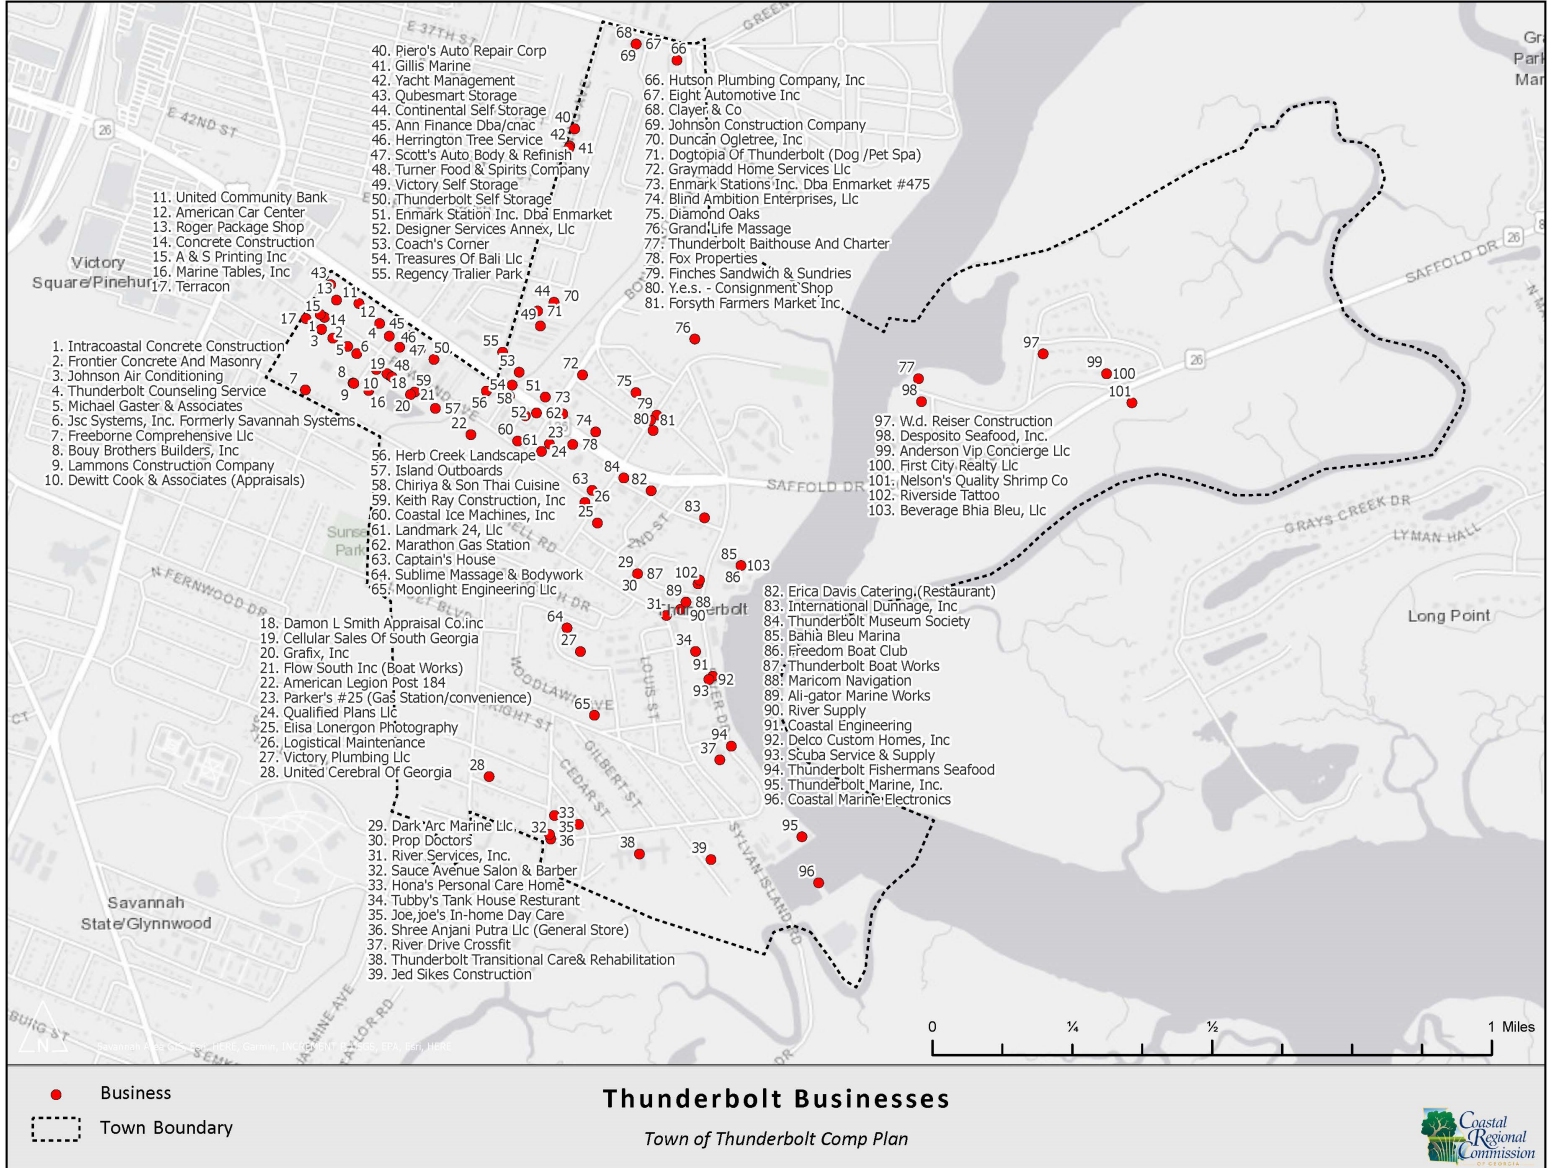 E 37TH ST
E 42ND ST
26
Victory
Square/Pinehur
40. Piero's Auto Repair Corp
41. Gillis Marine
42. Yacht Management
43. Qubesmart Storage
44. Continental Self Storage
45. Ann Finance Dba/cnac
46. Herrington Tree Service
47. Scott's Auto Body & Refinish
48. Turner Food & Spirits Company
49. Victory Self Storage
50. Thunderbolt Self Storage
51. Enmark Station Inc. Dba Enmarket
52. Designer Services Annex, Llc
53. Coach's Corner
54. Treasures Of Bali Llc
55. Regency Tralier Park
66. Hutson Plumbing Company, Inc
67. Eight Automotive Inc
68. Clayer & Co
69. Johnson Construction Company
70. Duncan Ogletree, Inc
71. Dogtopia Of Thunderbolt (Dog /Pet Spa)
72. Graymadd Home Services Llc
73. Enmark Stations Inc. Dba Enmarket #475
74. Blind Ambition Enterprises, Llc
75. Diamond Oaks
76. Grand Life Massage
77. Thunderbolt Baithouse And Charter
78. Fox Properties
79. Finches Sandwich & Sundries
80. Y.e.s. - Consignment Shop
81. Forsyth Farmers Market Inc
11. United Community Bank
12. American Car Center
13. Roger Package Shop
14. Concrete Construction
15. A & S Printing Inc
16. Marine Tables, Inc
17. Terracon
1. Intracoastal Concrete Construction
2. Frontier Concrete And Masonry
3. Johnson Air Conditioning
4. Thunderbolt Counseling Service
5. Michael Gaster & Associates
6. Jsc Systems, Inc. Formerly Savannah Systems
7. Freeborne Comprehensive Llc
8. Bouy Brothers Builders, Inc
9. Lammons Construction Company
10. Dewitt Cook & Associates (Appraisals)
56. Herb Creek Landscape
57. Island Outboards
58. Chiriya & Son Thai Cuisine
59. Keith Ray Construction, Inc
60. Coastal Ice Machines, Inc
61. Landmark 24, Llc
62. Marathon Gas Station
63. Captain's House
64. Sublime Massage & Bodywork
65. Moonlight Engineering Llc
97. W.d. Reiser Construction
98. Desposito Seafood, Inc.
99. Anderson Vip Concierge Llc
100. First City Realty Llc
101. Nelson's Quality Shrimp Co
102. Riverside Tattoo
103. Beverage Bhia Bleu, Llc
18. Damon L Smith Appraisal Co.inc
19. Cellular Sales Of South Georgia
20. Grafix, Inc
21. Flow South Inc (Boat Works)
22. American Legion Post 184
23. Parker's #25 (Gas Station/convenience)
24. Qualified Plans Llc
25. Elisa Lonergon Photography
26. Logistical Maintenance
27. Victory Plumbing Llc
28. United Cerebral Of Georgia
82. Erica Davis Catering (Restaurant)
83. International Dunnage, Inc
84. Thunderbolt Museum Society
85. Bahia Bleu Marina
86. Freedom Boat Club
87. Thunderbolt Boat Works
88. Maricom Navigation
89. Ali-gator Marine Works
90. River Supply
91. Coastal Engineering
92. Delco Custom Homes, Inc
93. Scuba Service & Supply
94. Thunderbolt Fishermans Seafood
95. Thunderbolt Marine, Inc.
96. Coastal Marine Electronics
29. Dark Arc Marine Llc
30. Prop Doctors
31. River Services, Inc.
32. Sauce Avenue Salon & Barber
33. Hona's Personal Care Home
34. Tubby's Tank House Resturant
35. Joe,joe's In-home Day Care
36. Shree Anjani Putra Llc (General Store)
37. River Drive Crossfit
38. Thunderbolt Transitional Care& Rehabilitation
39. Jed Sikes Construction
SAFFOLD DR
26
SAFFOLD DR
26
GRAYS CREEK DR
LYMAN HALL
Long Point
N FERNWOOD DR
2ND ST
LOUIS ST
GILBERT ST
CEDAR ST
SYLVAN ISLAND RD
Savannah
State/Glynnwood
0 ¼ ½ 1 Miles
N
Business
Town Boundary
Thunderbolt Businesses
Town of Thunderbolt Comp Plan
Coastal
Regional
Commission
OF GEORGIA